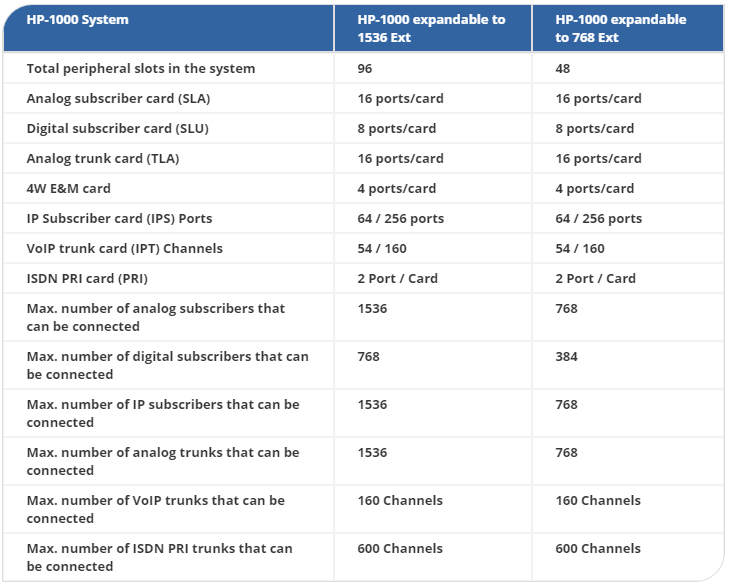 HP-1000 System
HP-1000 expandable to
1536 Ext
HP-1000 expandable
to 768 Ext
Total peripheral slots in the system
96
48
Analog subscriber card (SLA)
16 ports/card
16 ports/card
Digital subscriber card (SLU)
8 ports/card
8 ports/card
Analog trunk card (TLA)
16 ports/card
16 ports/card
4W E&M card
4 ports/card
4 ports/card
IP Subscriber card (IPS) Ports
64 / 256 ports
64 / 256 ports
VoIP trunk card (IPT) Channels
54 / 160
54 / 160
ISDN PRI card (PRI)
2 Port / Card
2 Port / Card
Max. number of analog subscribers that
can be connected
1536
768
Max. number of digital subscribers that can
be connected
768
384
Max. number of IP subscribers that can be
connected
1536
768
Max. number of analog trunks that can be
connected
1536
768
Max. number of VoIP trunks that can be
connected
160 Channels
160 Channels
Max. number of ISDN PRI trunks that can
be connected
600 Channels
600 Channels